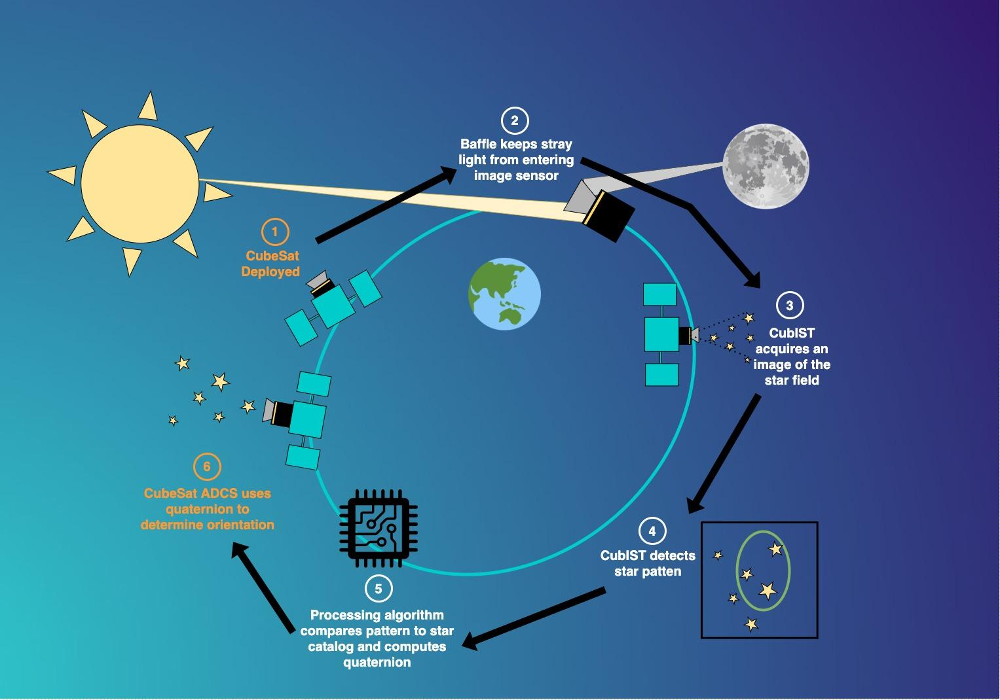 1
CubeSat
Deployed
2
Baffle keeps stray
light from entering
image sensor
3
CubIST
acquires an
image of the
star field
4
CubIST detects
star patten
5
Processing algorithm
compares pattern to star
catalog and computes
quaternion
6
CubeSat ADCS uses
quaternion to
determine orientation